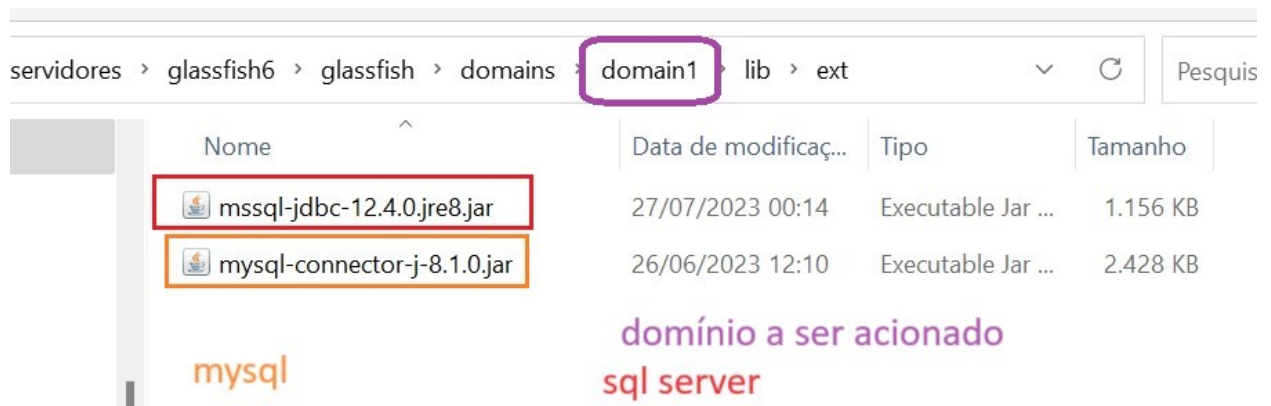 servidores > glassfish6 > glassfish > domains > domain1 > lib > ext Pesquis
Nome Data de modificaç... Tipo Tamanho
mssql-jdbc-12.4.0.jre8.jar 27/07/2023 00:14 Executable Jar ... 1.156 KB
mysql-connector-j-8.1.0.jar 26/06/2023 12:10 Executable Jar ... 2.428 KB
domínio a ser acionado
mysql sql server